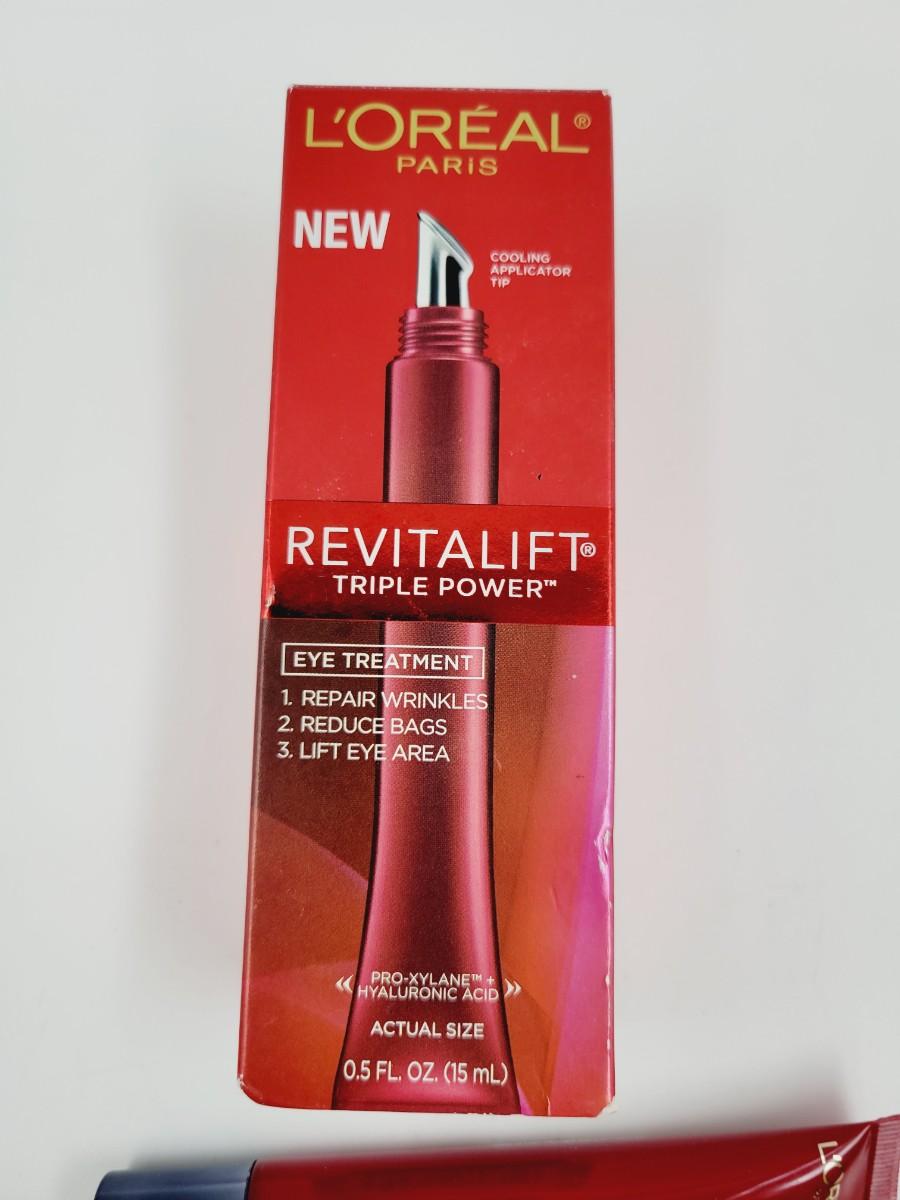 L'ORÉAL®
PARIS
NEW
COOLING
APPLICATOR
TIP
REVITALIFT®
TRIPLE POWER™
EYE TREATMENT
1. REPAIR WRINKLES
2. REDUCE BAGS
3. LIFT EYE AREA
« PRO-XYLANE™ +
HYALURONIC ACID »
ACTUAL SIZE
0.5 FL. OZ. (15 mL)